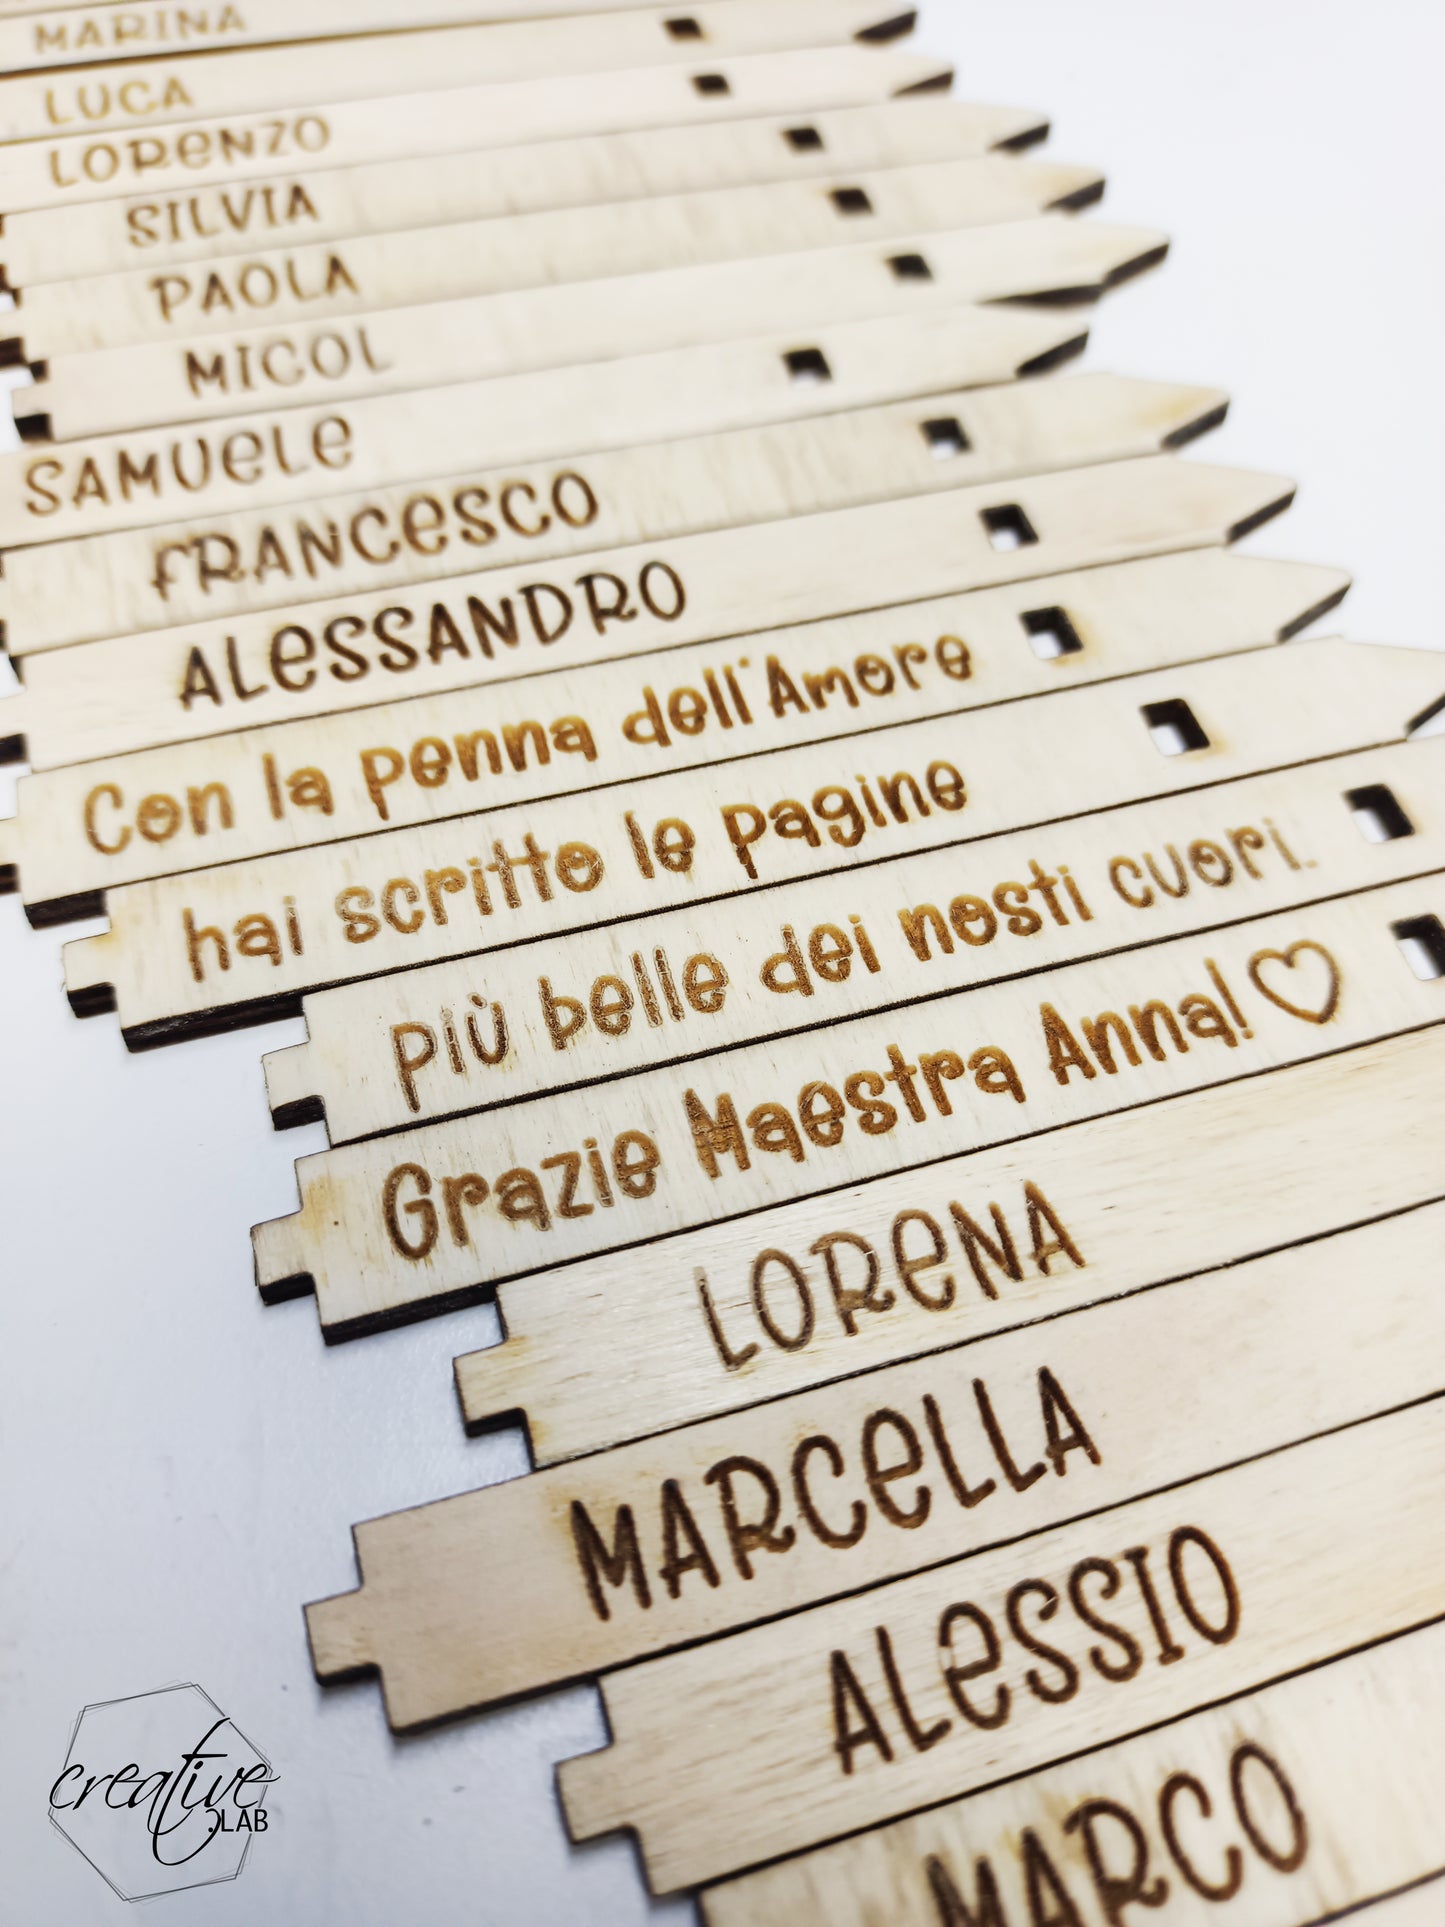 MARINA
LUCA
LORENZO
SILVIA
PAOLA
MICOL
SAMUELE
FRANCESCO
ALESSANDRO
Con la penna dell'Amore
hai scritto le pagine
più belle dei nosti cuori..
Grazie Maestra Anna! ♡
LORENA
MARCELLA
ALESSIO
MARCO
creative
.LAB